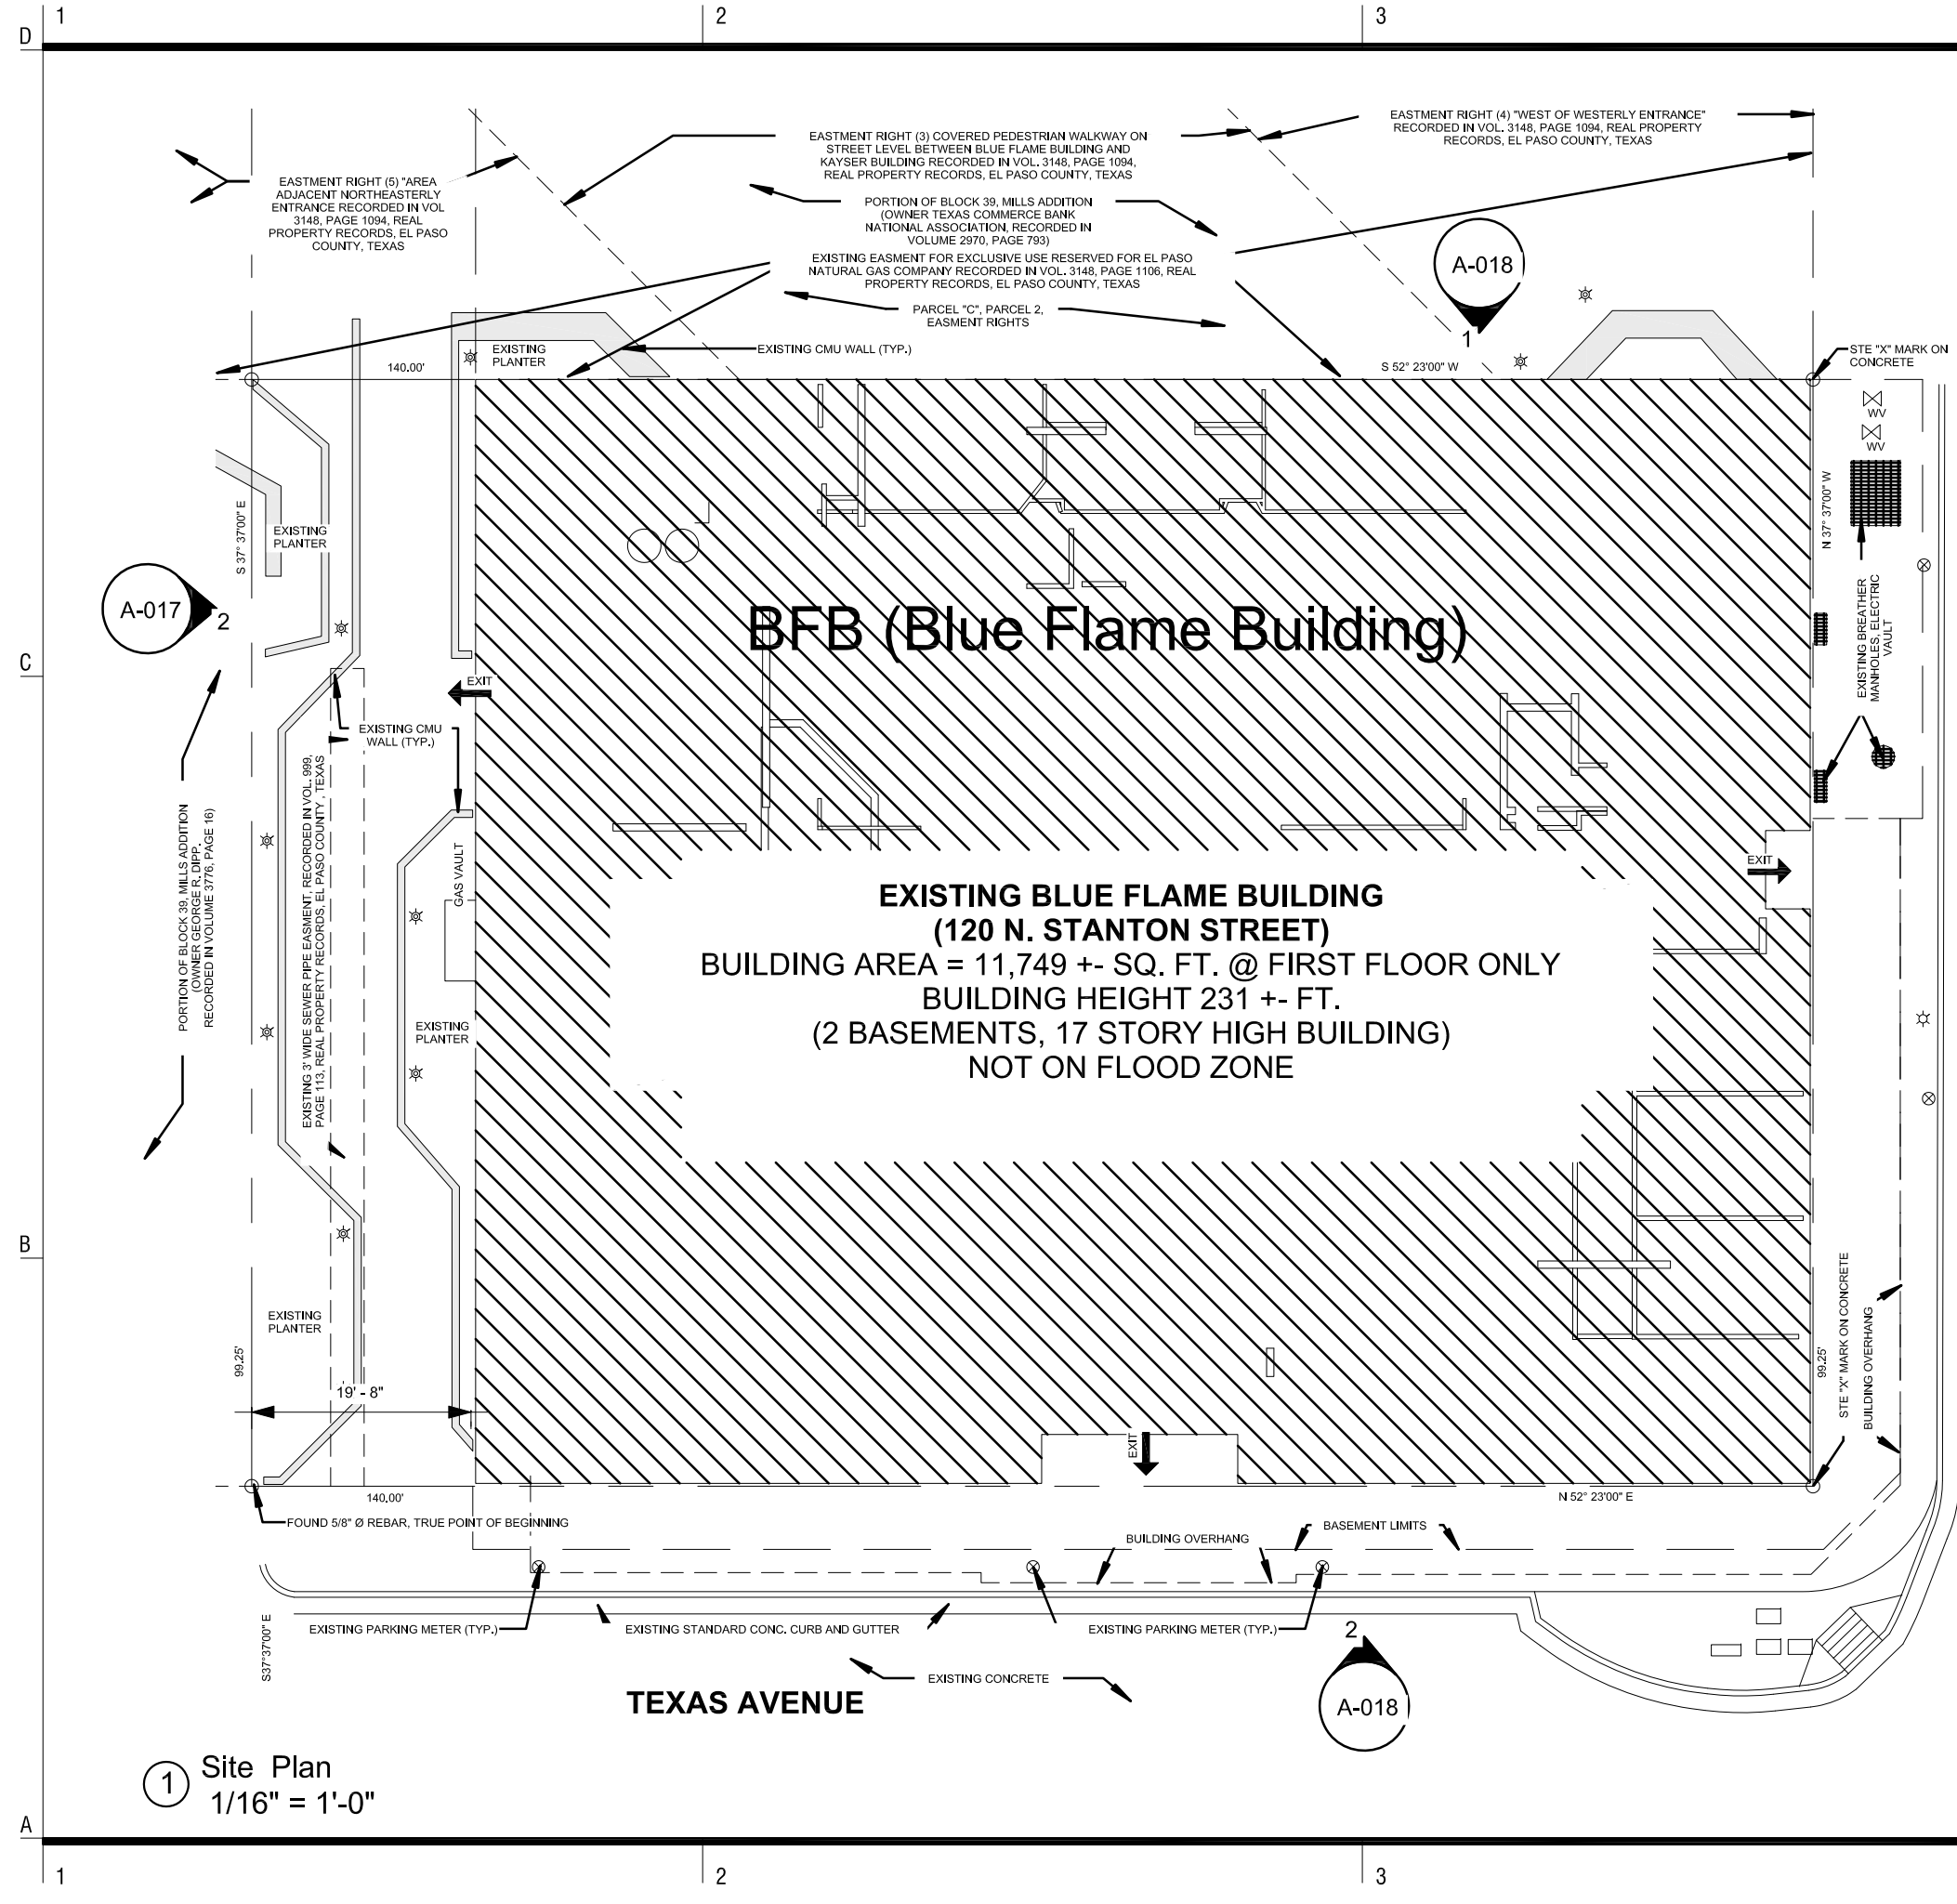 1
2
3
D
EASTMENT RIGHT (5) "AREA
ADJACENT NORTHEASTERLY
ENTRANCE RECORDED IN VOL
3148, PAGE 1094, REAL
PROPERTY RECORDS, EL PASO
COUNTY, TEXAS
EASTMENT RIGHT (3) COVERED PEDESTRIAN WALKWAY ON
STREET LEVEL BETWEEN BLUE FLAME BUILDING AND
KAYSER BUILDING RECORDED IN VOL. 3148, PAGE 1094,
REAL PROPERTY RECORDS, EL PASO COUNTY, TEXAS
EASTMENT RIGHT (4) "WEST OF WESTERLY ENTRANCE"
RECORDED IN VOL. 3148, PAGE 1094, REAL PROPERTY
RECORDS, EL PASO COUNTY, TEXAS
PORTION OF BLOCK 39, MILLS ADDITION
(OWNER TEXAS COMMERCE BANK
NATIONAL ASSOCIATION, RECORDED IN
VOLUME 2970, PAGE 793)
EXISTING EASMENT FOR EXCLUSIVE USE RESERVED FOR EL PASO
NATURAL GAS COMPANY RECORDED IN VOL. 3148, PAGE 1106, REAL
PROPERTY RECORDS, EL PASO COUNTY, TEXAS
PARCEL "C", PARCEL 2,
EASMENT RIGHTS
A-018
1
EXISTING CMU WALL (TYP.)
EXISTING
PLANTER
140.00'
S 52° 23'00" W
STE "X" MARK ON
CONCRETE
WV
WV
S 37° 37'00" E
EXISTING
PLANTER
N 37° 37'00" W
A-017
2
BFB (Blue Flame Building)
EXISTING BREATHER
MANHOLES, ELECTRIC
VAULT
C
EXIT
EXISTING CMU
WALL (TYP.)
PORTION OF BLOCK 39, MILLS ADDITION
(OWNER GEORGE R. DIPP.
RECORDED IN VOLUME 3776, PAGE 16)
EXISTING 3' WIDE SEWER PIPE EASMENT, RECORDED IN VOL. 999,
PAGE 113, REAL PROPERTY RECORDS, EL PASO COUNTY, TEXAS
GAS VAULT
EXIT
EXISTING BLUE FLAME BUILDING
(120 N. STANTON STREET)
BUILDING AREA = 11,749 +- SQ. FT. @ FIRST FLOOR ONLY
BUILDING HEIGHT 231 +- FT.
(2 BASEMENTS, 17 STORY HIGH BUILDING)
NOT ON FLOOD ZONE
EXISTING
PLANTER
B
EXISTING
PLANTER
99.25'
19' - 8"
99.25'
STE "X" MARK ON CONCRETE
BUILDING OVERHANG
EXIT
140.00'
N 52° 23'00" E
FOUND 5/8" Ø REBAR, TRUE POINT OF BEGINNING
BUILDING OVERHANG
BASEMENT LIMITS
S37°37'00" E
EXISTING PARKING METER (TYP.)
EXISTING STANDARD CONC. CURB AND GUTTER
EXISTING PARKING METER (TYP.)
2
A-018
EXISTING CONCRETE
TEXAS AVENUE
1
Site Plan
1/16" = 1'-0"
A
1
2
3